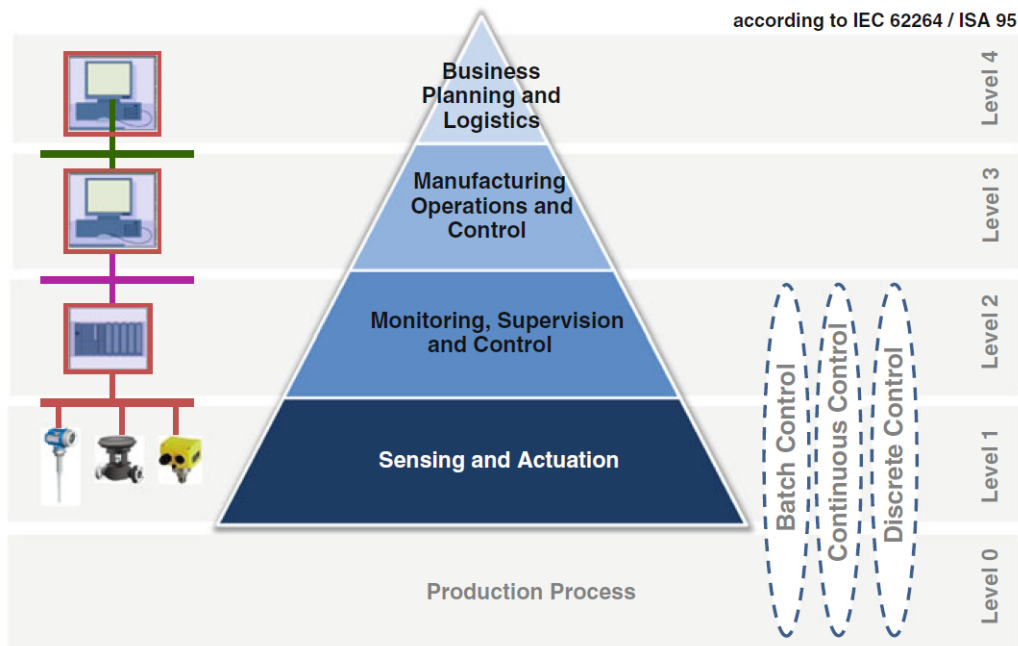 according to IEC 62264 / ISA 95
Business
Planning and
Logistics
Level 4
Manufacturing
Operations and
Control
Level 3
Monitoring, Supervision
and Control
Level 2
Sensing and Actuation
Level 1
Batch Control
Continuous Control
Discrete Control
Production Process
Level 0